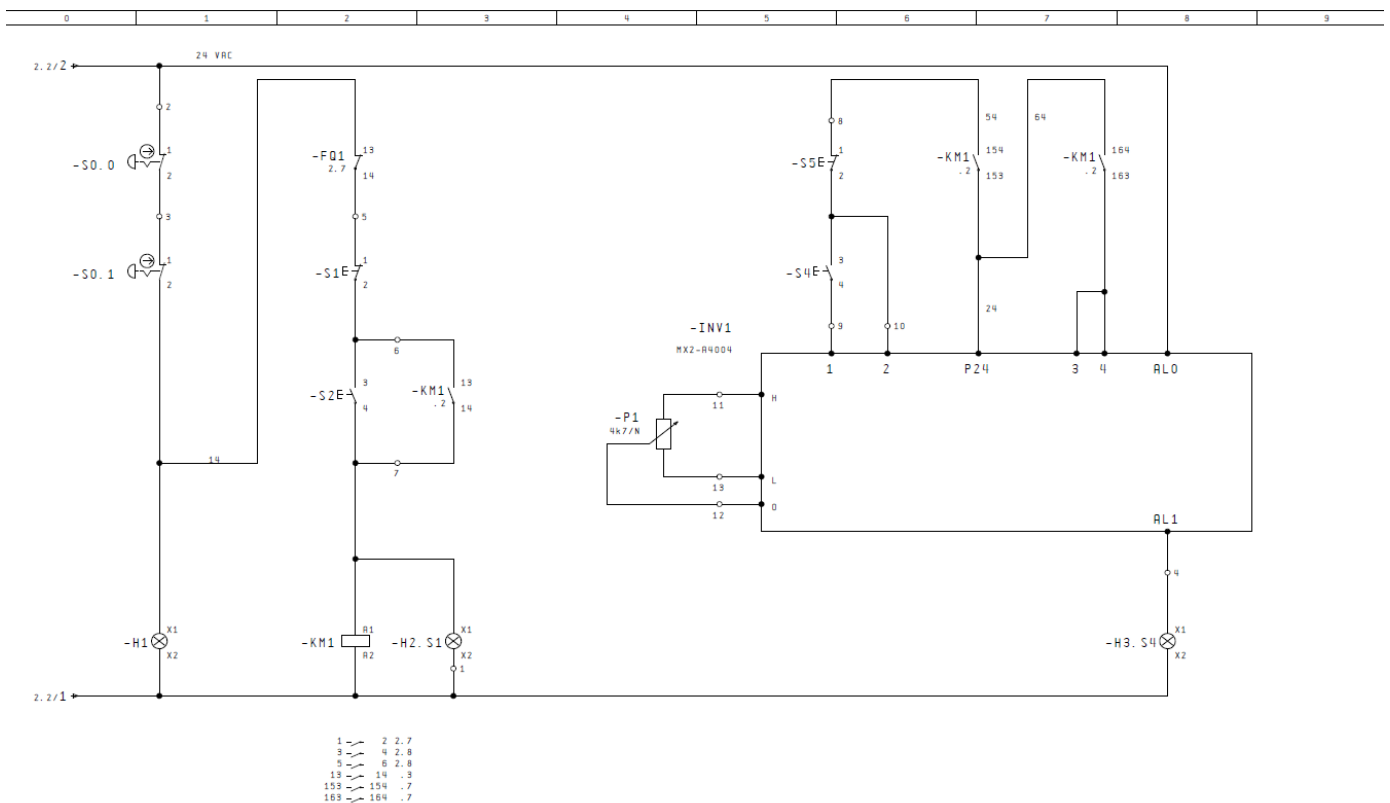 0 1 2 3 4 5 6 7 8 9
24 VAC
2.2/2
2 8 54 64
-S0.0 1 2
-FQ1 13
2.7 14
-S5E 1 2
-KM1 154
.2 153
-KM1 164
.2 163
3 5
-S0.1 1 2
-S1E 1 2
-S4E 3 4
24
9 10
-INV1
MX2-A4004
6
1 2 P24 3 4 AL0
-S2E 3 4
-KM1 13
.2 14
11 H
-P1
4k7/N
14 7
13 L
12 O
AL1
4
-H1 X1 X2
-KM1 A1 A2
-H2.S1 X1 X2
1
-H3.S4 X1 X2
2.2/1
1 2 2.7
3 4 2.8
5 6 2.8
13 14 .3
153 154 .7
163 164 .7